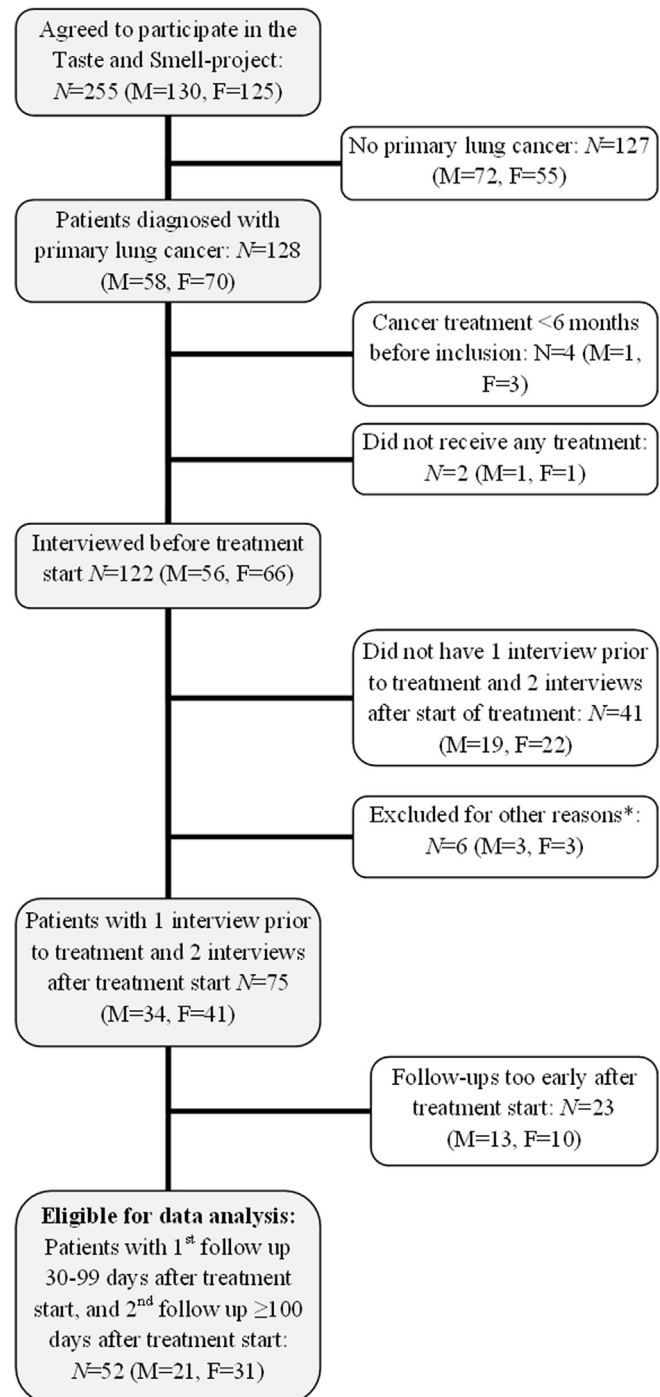 Agreed to participate in the
Taste and Smell-project:
N=255 (M=130, F=125)
No primary lung cancer: N=127
(M=72, F=55)
Patients diagnosed with
primary lung cancer: N=128
(M=58, F=70)
Cancer treatment <6 months
before inclusion: N=4 (M=1,
F=3)
Did not receive any treatment:
N=2 (M=1, F=1)
Interviewed before treatment
start N=122 (M=56, F=66)
Did not have 1 interview prior
to treatment and 2 interviews
after start of treatment: N=41
(M=19, F=22)
Excluded for other reasons*:
N=6 (M=3, F=3)
Patients with 1 interview prior
to treatment and 2 interviews
after treatment start N=75
(M=34, F=41)
Follow-ups too early after
treatment start: N=23
(M=13, F=10)
Eligible for data analysis:
Patients with 1st follow up
30-99 days after treatment
start, and 2nd follow up ≥100
days after treatment start:
N=52 (M=21, F=31)